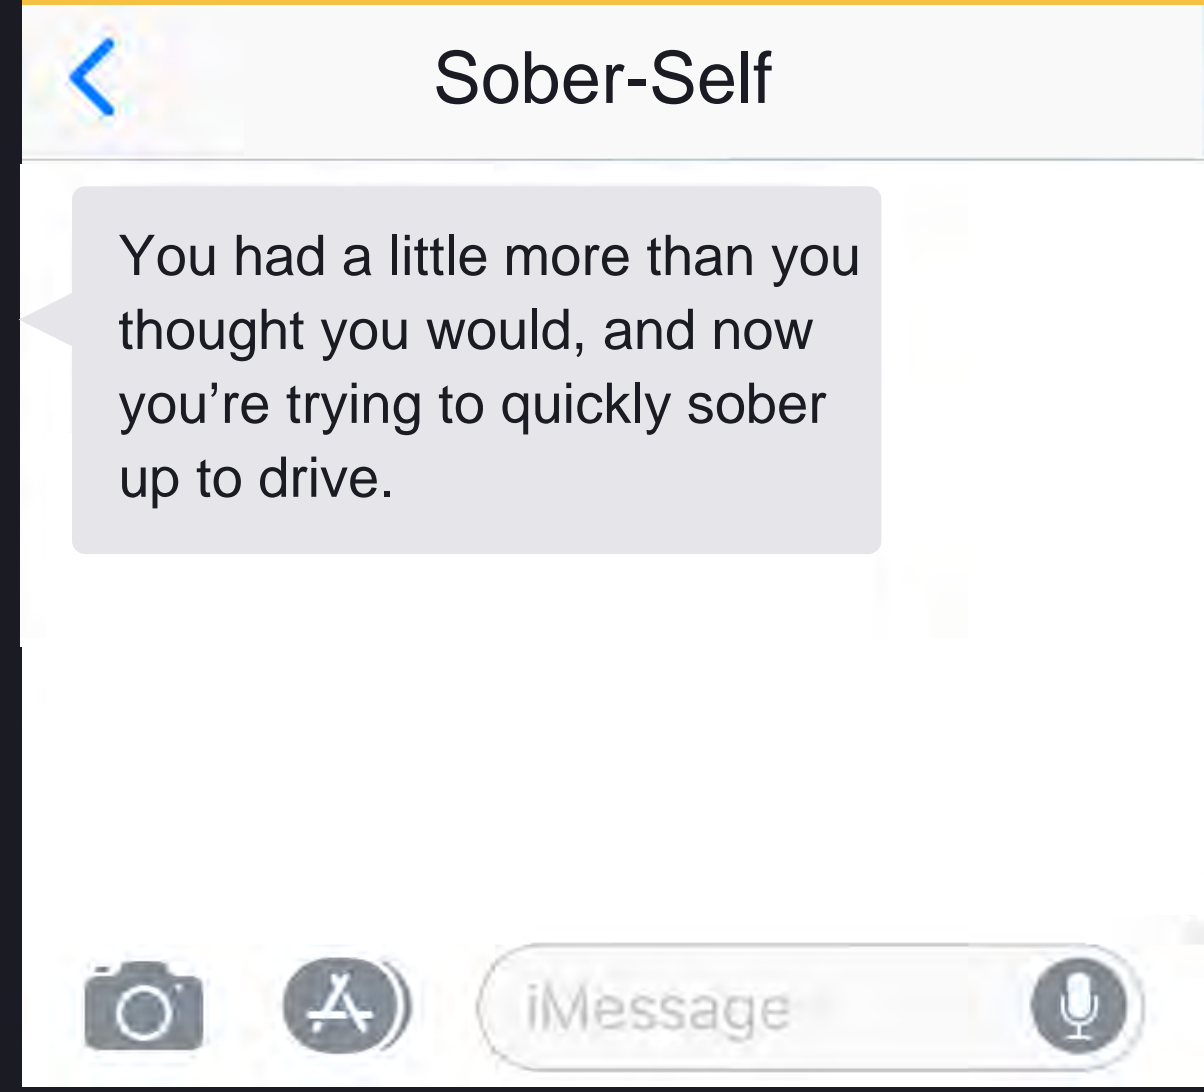 Sober-Self
You had a little more than you
thought you would, and now
you’re trying to quickly sober
up to drive.
iMessage